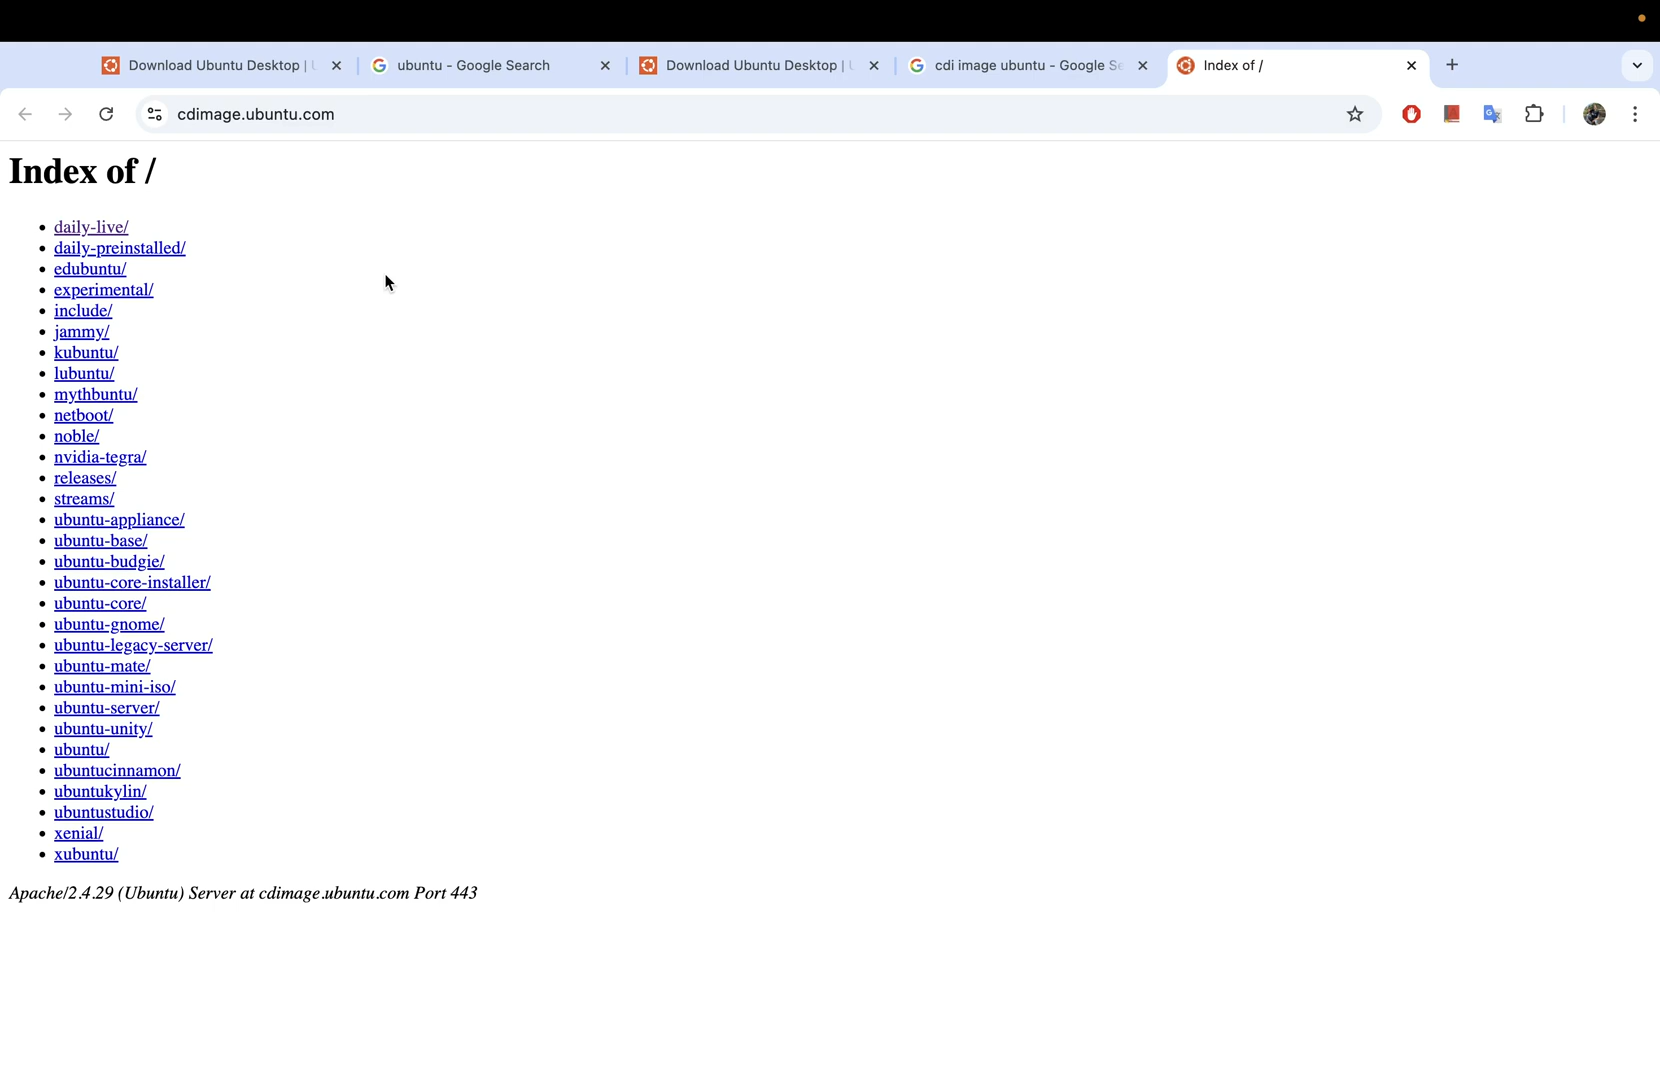 Download Ubuntu Desktop |
ubuntu - Google Search
Download Ubuntu Desktop |
cdi image ubuntu - Google Se
Index of /
cdimage.ubuntu.com
Index of /
daily-live/
daily-preinstalled/
edubuntu/
experimental/
include/
jammy/
kubuntu/
lubuntu/
mythbuntu/
netboot/
noble/
nvidia-tegra/
releases/
streams/
ubuntu-appliance/
ubuntu-base/
ubuntu-budgie/
ubuntu-core-installer/
ubuntu-core/
ubuntu-gnome/
ubuntu-legacy-server/
ubuntu-mate/
ubuntu-mini-iso/
ubuntu-server/
ubuntu-unity/
ubuntu/
ubuntucinnamon/
ubuntukylin/
ubuntustudio/
xenial/
xubuntu/
Apache/2.4.29 (Ubuntu) Server at cdimage.ubuntu.com Port 443